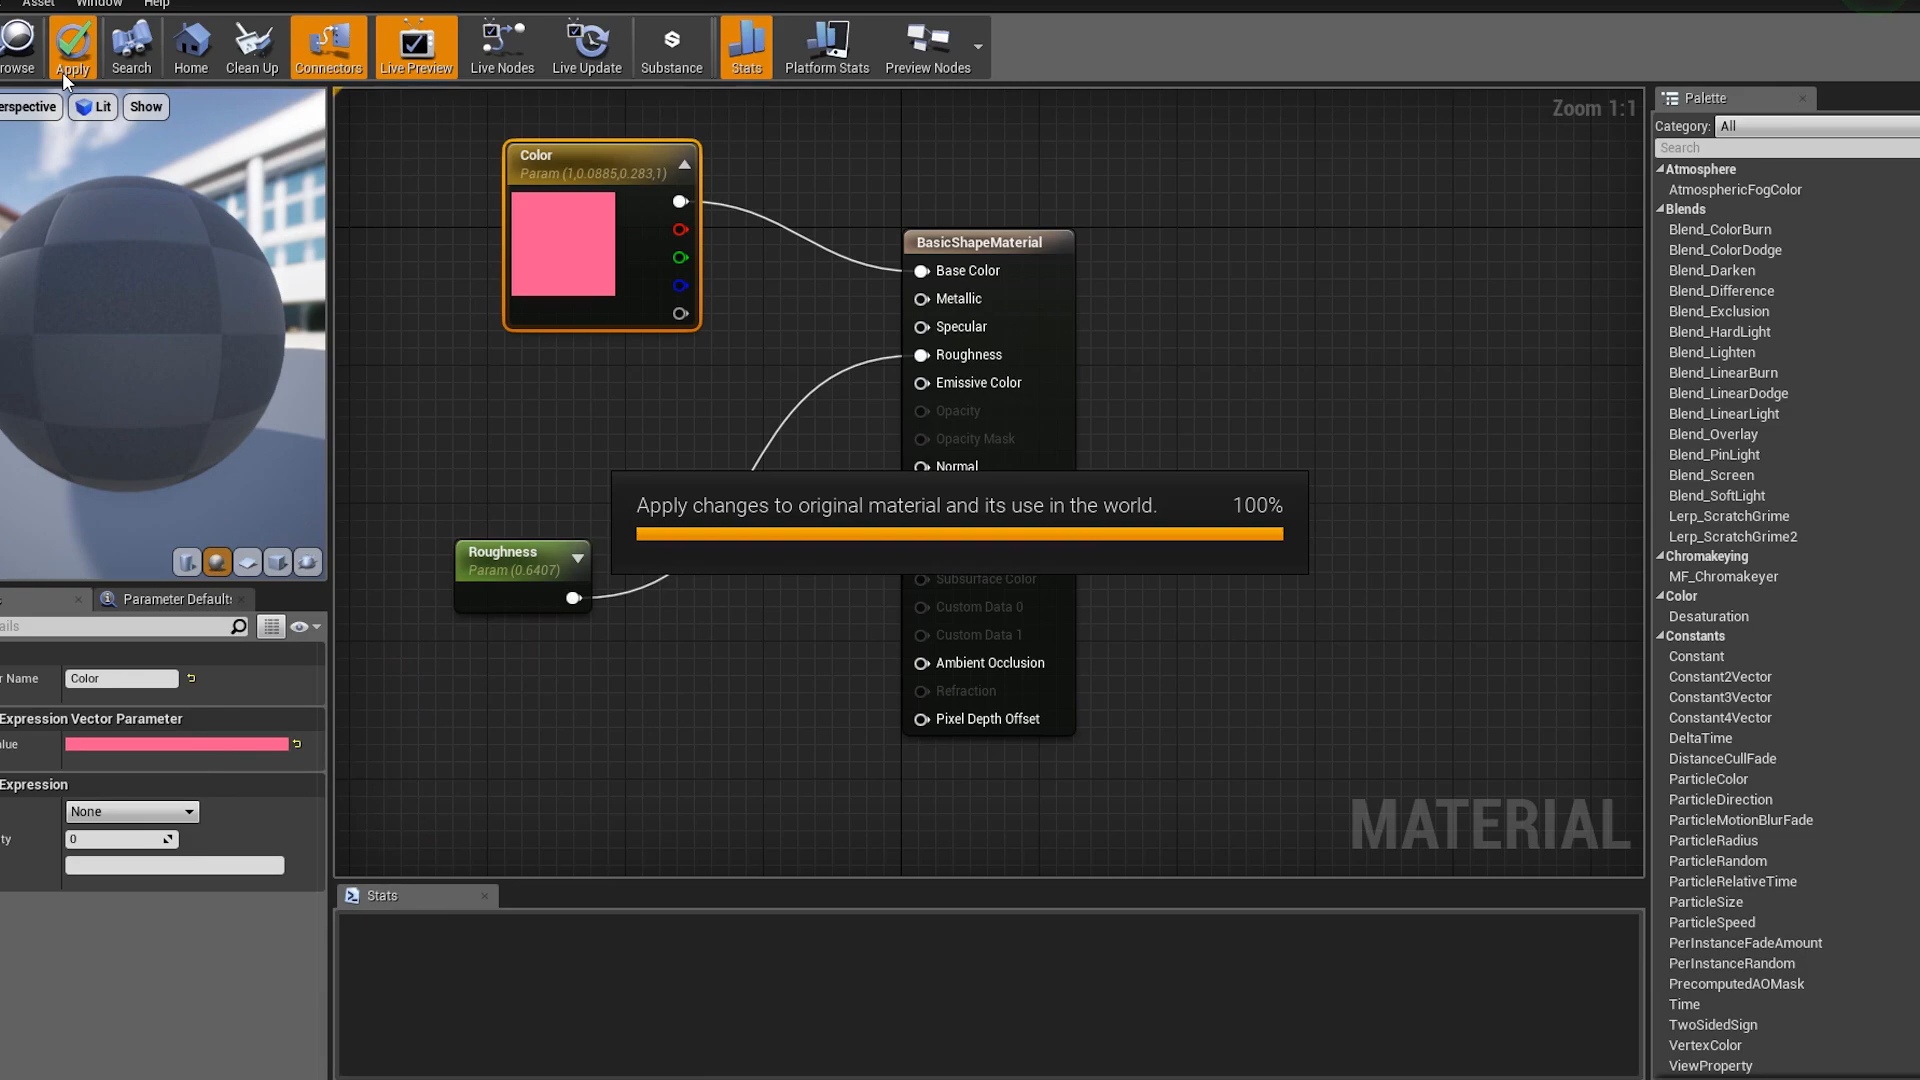 Asset Window Help
rowse Apply Search Home Clean Up Connectors Live Preview Live Nodes Live Update Substance Stats Platform Stats Preview Nodes
erspective Lit Show
Zoom 1:1
Color
Param (1,0.0885,0.283,1)
BasicShapeMaterial
Base Color
Metallic
Specular
Roughness
Emissive Color
Opacity
Opacity Mask
Normal
Apply changes to original material and its use in the world. 100%
Roughness
Param (0.6407)
Subsurface Color
Custom Data 0
Custom Data 1
Ambient Occlusion
Refraction
Pixel Depth Offset
MATERIAL
s Parameter Defaults
ails
r Name Color
Expression Vector Parameter
alue
Expression
None
ty 0
Stats
Palette
Category: All
Search
Atmosphere
AtmosphericFogColor
Blends
Blend_ColorBurn
Blend_ColorDodge
Blend_Darken
Blend_Difference
Blend_Exclusion
Blend_HardLight
Blend_Lighten
Blend_LinearBurn
Blend_LinearDodge
Blend_LinearLight
Blend_Overlay
Blend_PinLight
Blend_Screen
Blend_SoftLight
Lerp_ScratchGrime
Lerp_ScratchGrime2
Chromakeying
MF_Chromakeyer
Color
Desaturation
Constants
Constant
Constant2Vector
Constant3Vector
Constant4Vector
DeltaTime
DistanceCullFade
ParticleColor
ParticleDirection
ParticleMotionBlurFade
ParticleRadius
ParticleRandom
ParticleRelativeTime
ParticleSize
ParticleSpeed
PerInstanceFadeAmount
PerInstanceRandom
PrecomputedAOMask
Time
TwoSidedSign
VertexColor
ViewProperty